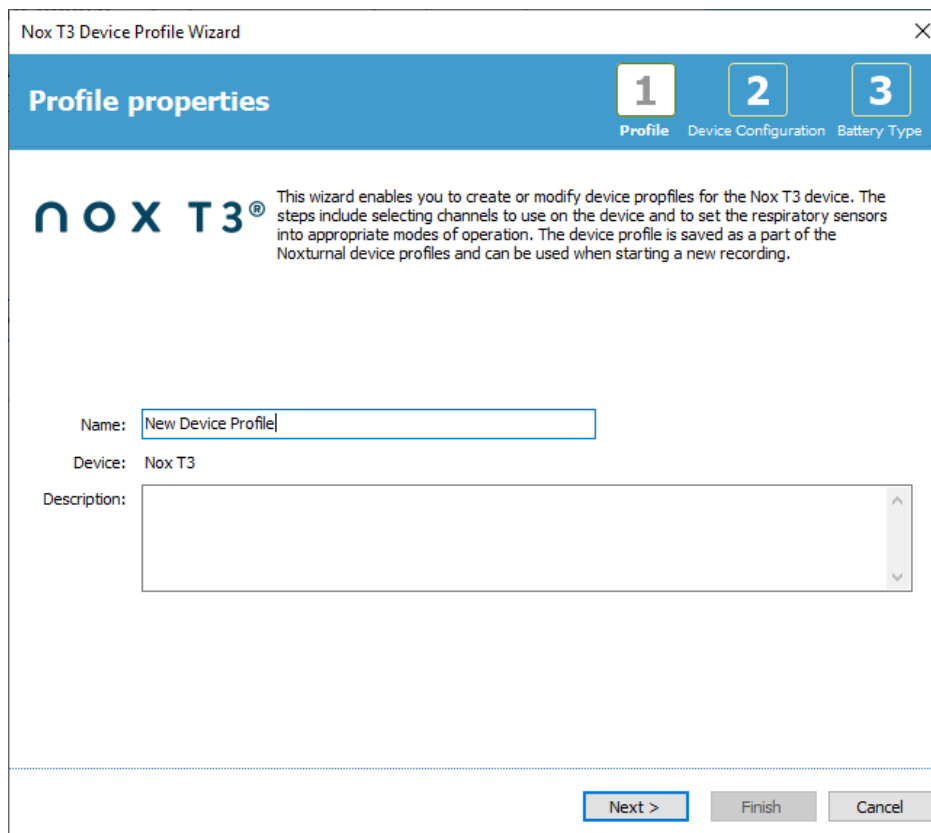 Nox T3 Device Profile Wizard
Profile properties
1
2
3
Profile
Device Configuration
Battery Type
nox T3®
This wizard enables you to create or modify device propfiles for the Nox T3 device. The
steps include selecting channels to use on the device and to set the respiratory sensors
into appropriate modes of operation. The device profile is saved as a part of the
Noxturnal device profiles and can be used when starting a new recording.
Name: New Device Profile
Device: Nox T3
Description:
Next >
Finish
Cancel